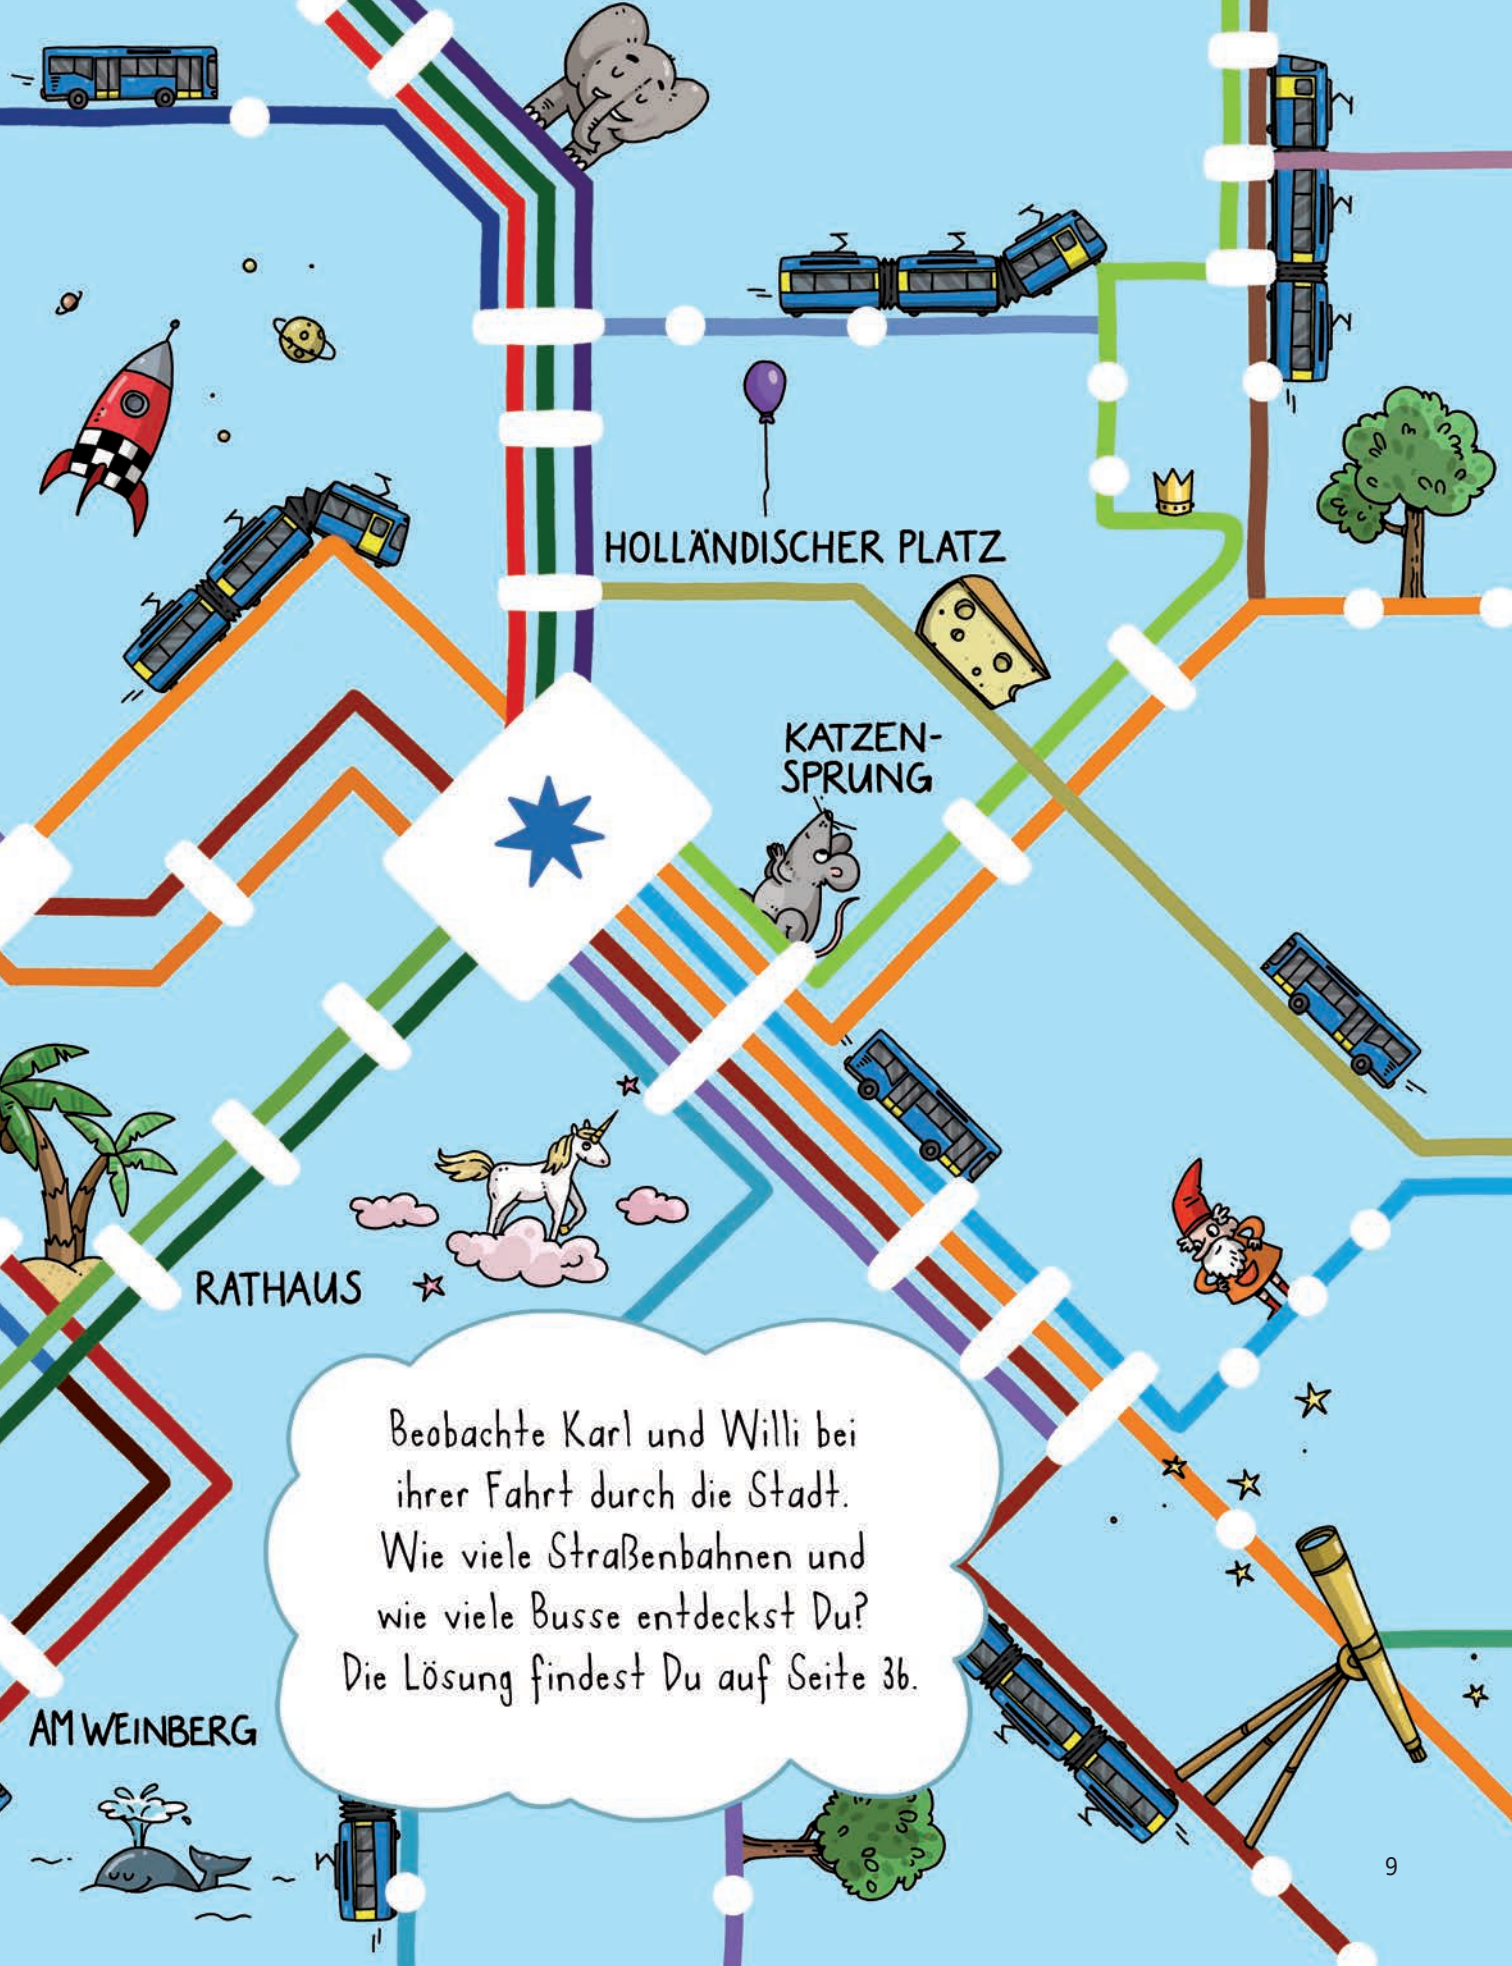 HOLLÄNDISCHER PLATZ
KATZEN-
SPRUNG
RATHAUS
Beobachte Karl und Willi bei
ihrer Fahrt durch die Stadt.
Wie viele Straßenbahnen und
wie viele Busse entdeckst Du?
Die Lösung findest Du auf Seite 36.
AM WEINBERG
9